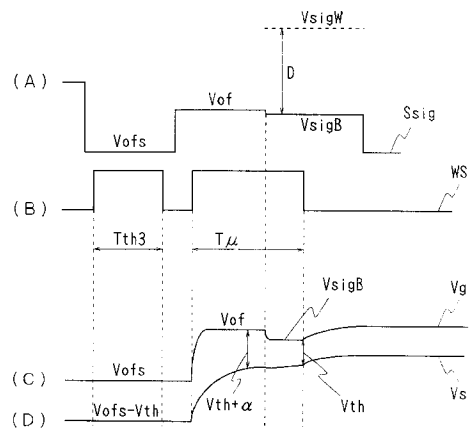 VsigW
(A)
D
Vof
Vofs
VsigB
Ssig
(B)
WS
Tth3
Tμ
VsigB
Vof
Vg
(C)
Vofs
Vs
(D)
Vofs-Vth
Vth+α
Vth